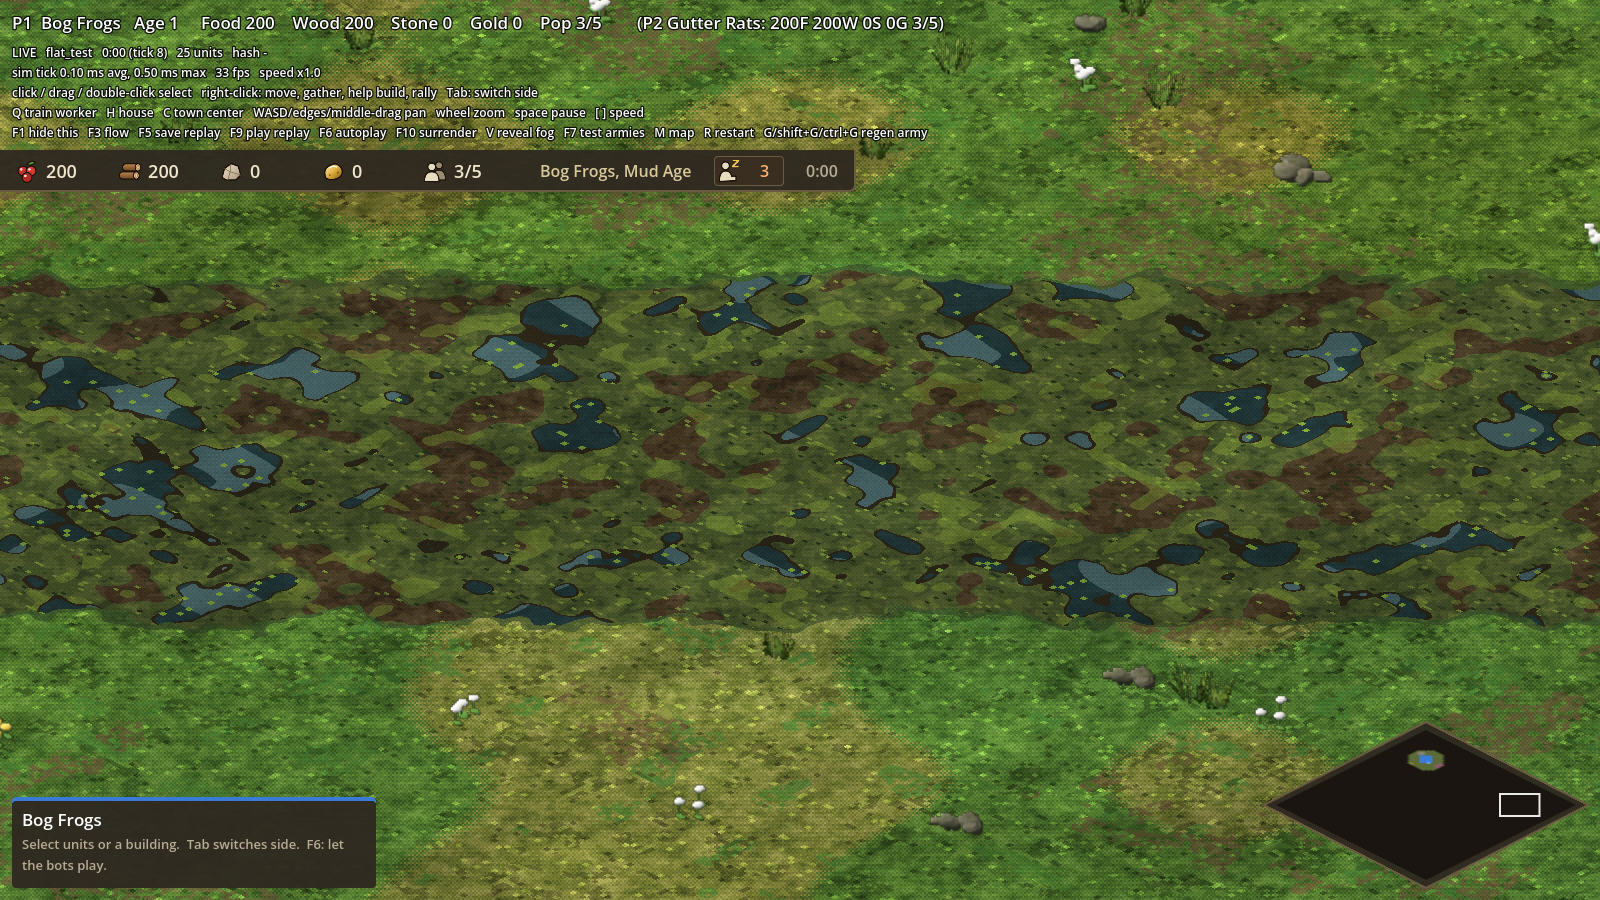 P1 Bog Frogs Age 1 Food 200 Wood 200 Stone 0 Gold 0 Pop 3/5 (P2 Gutter Rats: 200F 200W 0S 0G 3/5)
LIVE flat_test 0:00 (tick 8) 25 units hash -
sim tick 0.10 ms avg, 0.50 ms max 33 fps speed x1.0
click / drag / double-click select right-click: move, gather, help build, rally Tab: switch side
Q train worker H house C town center WASD/edges/middle-drag pan wheel zoom space pause [ ] speed
F1 hide this F3 flow F5 save replay F9 play replay F6 autoplay F10 surrender V reveal fog F7 test armies M map R restart G/shift+G/ctrl+G regen army
200 200 0 0 3/5 Bog Frogs, Mud Age z 3 0:00
Bog Frogs
Select units or a building. Tab switches side. F6: let
the bots play.